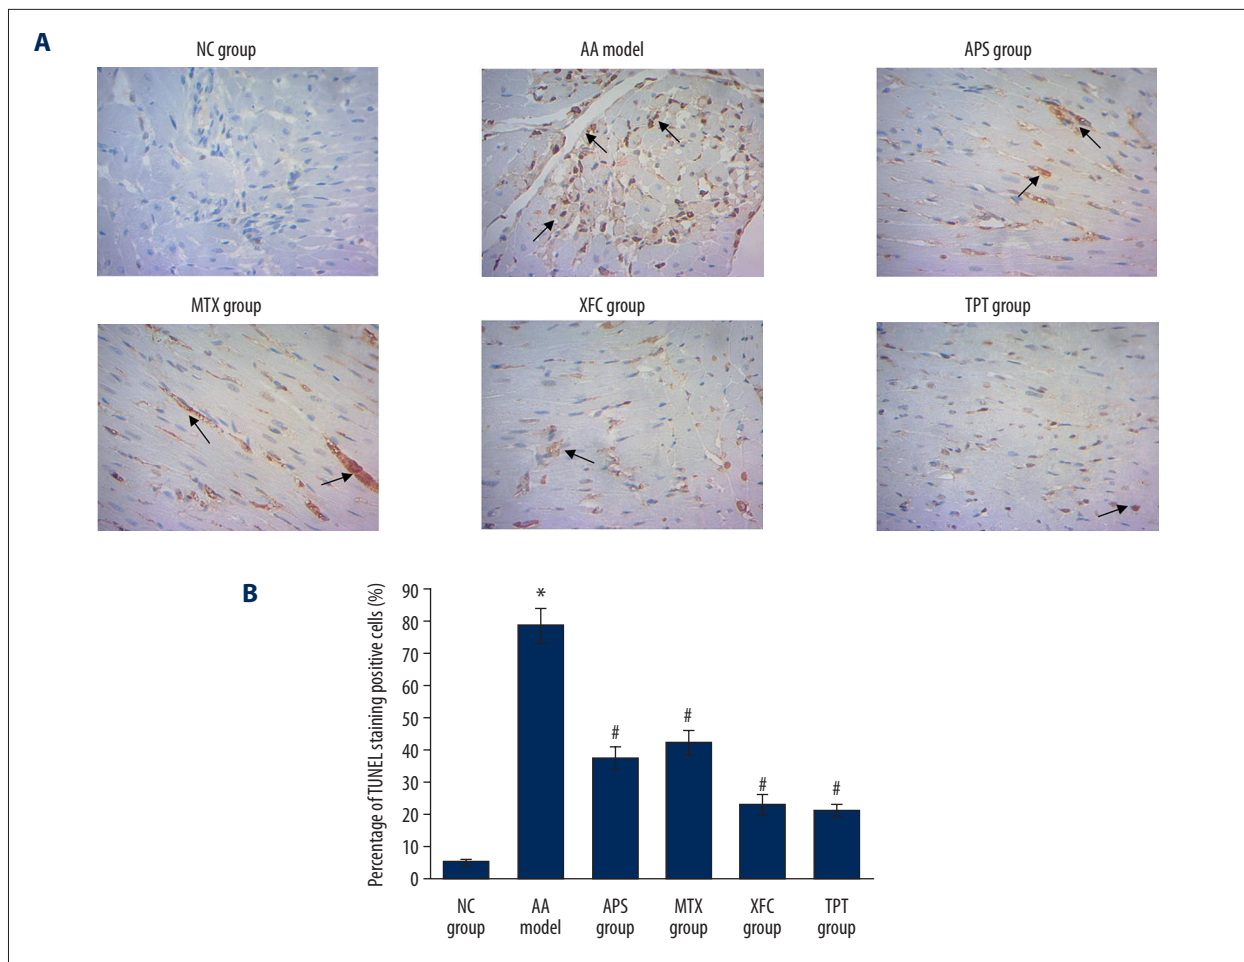 A
NC group
AA model
APS group
MTX group
XFC group
TPT group
B
Percentage of TUNEL staining positive cells (%)
90
80
70
60
50
40
30
20
10
0
*
#
#
#
#
NC
group
AA
model
APS
group
MTX
group
XFC
group
TPT
group